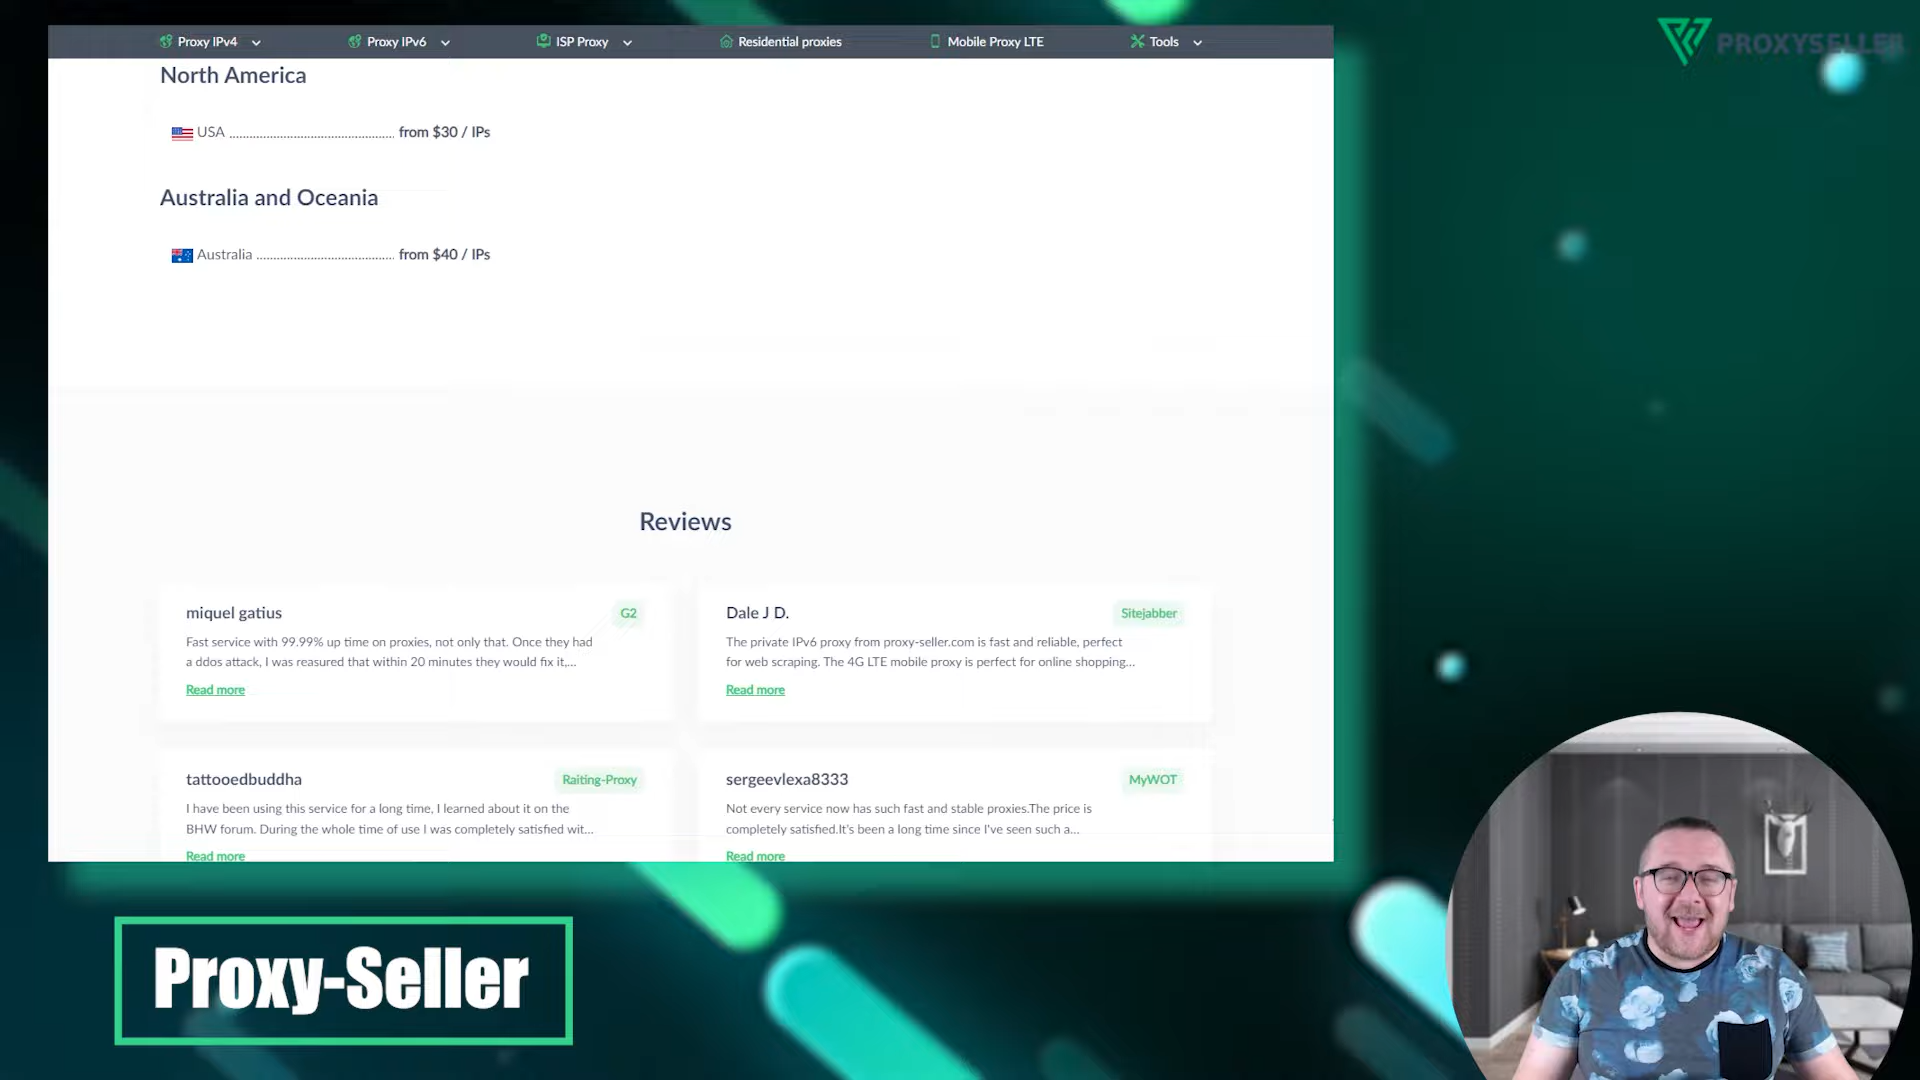 Proxy IPv4
Proxy IPv6
ISP Proxy
Residential proxies
Mobile Proxy LTE
Tools
PROXYSELLER
North America
USA ........................................ from $30 / IPs
Australia and Oceania
Australia ................................. from $40 / IPs
Reviews
miquel gatius
G2
Fast service with 99.99% up time on proxies, not only that. Once they had
a ddos attack, I was reasured that within 20 minutes they would fix it,...
Read more
Dale J D.
Sitejabber
The private IPv6 proxy from proxy-seller.com is fast and reliable, perfect
for web scraping. The 4G LTE mobile proxy is perfect for online shopping...
Read more
tattooedbuddha
Raiting-Proxy
I have been using this service for a long time, I learned about it on the
BHW forum. During the whole time of use I was completely satisfied wit...
Read more
sergeevlexa8333
MyWOT
Not every service now has such fast and stable proxies.The price is
completely satisfied.It's been a long time since I've seen such a...
Read more
Proxy-Seller